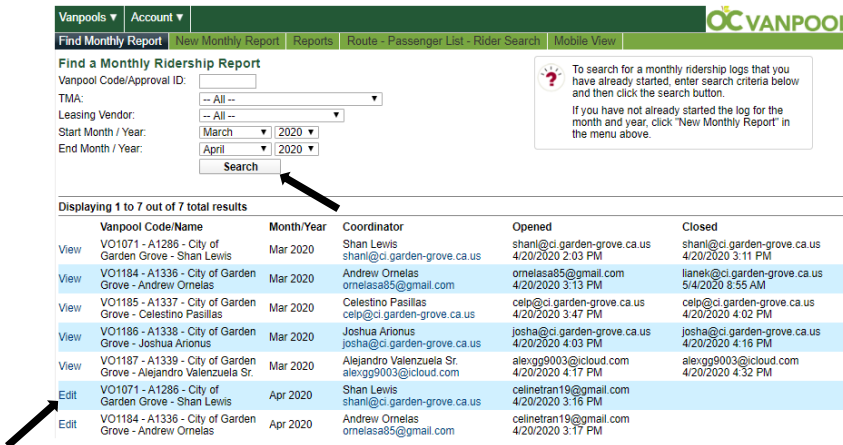 Vanpools ▼ Account ▼
OC VANPOOL
Find Monthly Report New Monthly Report Reports Route - Passenger List - Rider Search Mobile View
Find a Monthly Ridership Report
Vanpool Code/Approval ID:
TMA: -- All --
Leasing Vendor: -- All --
Start Month / Year: March 2020
End Month / Year: April 2020
Search
?
To search for a monthly ridership logs that you
have already started, enter search criteria below
and then click the search button.
If you have not already started the log for the
month and year, click "New Monthly Report" in
the menu above.
Displaying 1 to 7 out of 7 total results
Vanpool Code/Name Month/Year Coordinator Opened Closed
View VO1071 - A1286 - City of Mar 2020 Shan Lewis shanl@ci.garden-grove.ca.us shanl@ci.garden-grove.ca.us
Garden Grove - Shan Lewis shanl@ci.garden-grove.ca.us 4/20/2020 2:03 PM 4/20/2020 3:11 PM
View VO1184 - A1336 - City of Garden Mar 2020 Andrew Ornelas ornelasa85@gmail.com lianek@ci.garden-grove.ca.us
Grove - Andrew Ornelas ornelasa85@gmail.com 4/20/2020 3:13 PM 5/4/2020 8:55 AM
View VO1185 - A1337 - City of Garden Mar 2020 Celestino Pasillas celp@ci.garden-grove.ca.us celp@ci.garden-grove.ca.us
Grove - Celestino Pasillas celp@ci.garden-grove.ca.us 4/20/2020 3:47 PM 4/20/2020 4:02 PM
View VO1186 - A1338 - City of Garden Mar 2020 Joshua Arionus josha@ci.garden-grove.ca.us josha@ci.garden-grove.ca.us
Grove - Joshua Arionus josha@ci.garden-grove.ca.us 4/20/2020 4:03 PM 4/20/2020 4:16 PM
View VO1187 - A1339 - City of Garden Mar 2020 Alejandro Valenzuela Sr. alexgg9003@icloud.com alexgg9003@icloud.com
Grove - Alejandro Valenzuela Sr. alexgg9003@icloud.com 4/20/2020 4:17 PM 4/20/2020 4:32 PM
Edit VO1071 - A1286 - City of Apr 2020 Shan Lewis celinetran19@gmail.com
Garden Grove - Shan Lewis shanl@ci.garden-grove.ca.us 4/20/2020 3:16 PM
Edit VO1184 - A1336 - City of Garden Apr 2020 Andrew Ornelas celinetran19@gmail.com
Grove - Andrew Ornelas ornelasa85@gmail.com 4/20/2020 3:17 PM